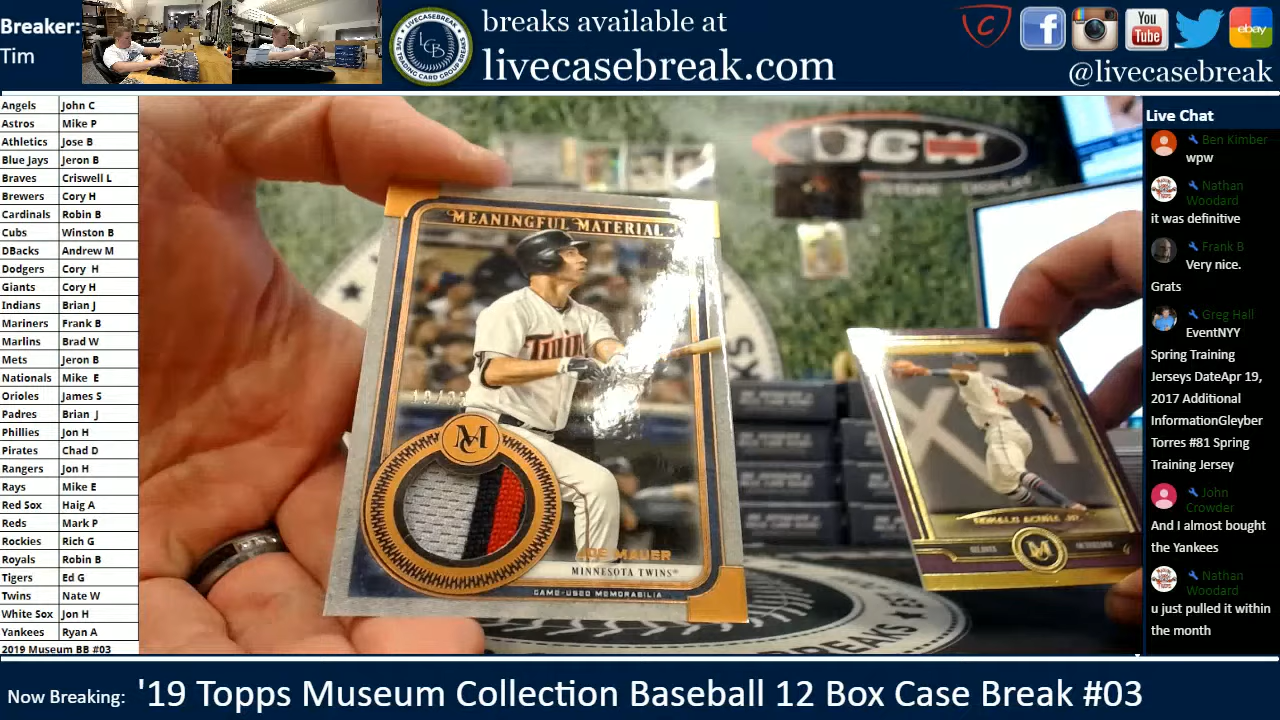 Breaker:
Tim
breaks available at
livecasebreak.com
You
Tube
ebay
@livecasebreak
Angels John C
Astros Mike P
Athletics Jose B
Blue Jays Jeron B
Braves Criswell L
Brewers Cory H
Cardinals Robin B
Cubs Winston B
DBacks Andrew M
Dodgers Cory H
Giants Cory H
Indians Brian J
Mariners Frank B
Marlins Brad W
Mets Jeron B
Nationals Mike E
Orioles James S
Padres Brian J
Phillies Jon H
Pirates Chad D
Rangers Jon H
Rays Mike E
Red Sox Haig A
Reds Mark P
Rockies Rich G
Royals Robin B
Tigers Ed G
Twins Nate W
White Sox Jon H
Yankees Ryan A
2019 Museum BB #03
BCW
MEANINGFUL MATERIAL
Twins
MC
JOE MAUER
MINNESOTA TWINS®
GAME-USED MEMORABILIA
M
BREAKS
Live Chat
Ben Kimber
wpw
Nathan
Woodard
it was definitive
Frank B
Very nice.
Grats
Greg Hall
EventNYY
Spring Training
Jerseys DateApr 19,
2017 Additional
InformationGleyber
Torres #81 Spring
Training Jersey
John
Crowder
And I almost bought
the Yankees
Nathan
Woodard
u just pulled it within
the month
Now Breaking: '19 Topps Museum Collection Baseball 12 Box Case Break #03